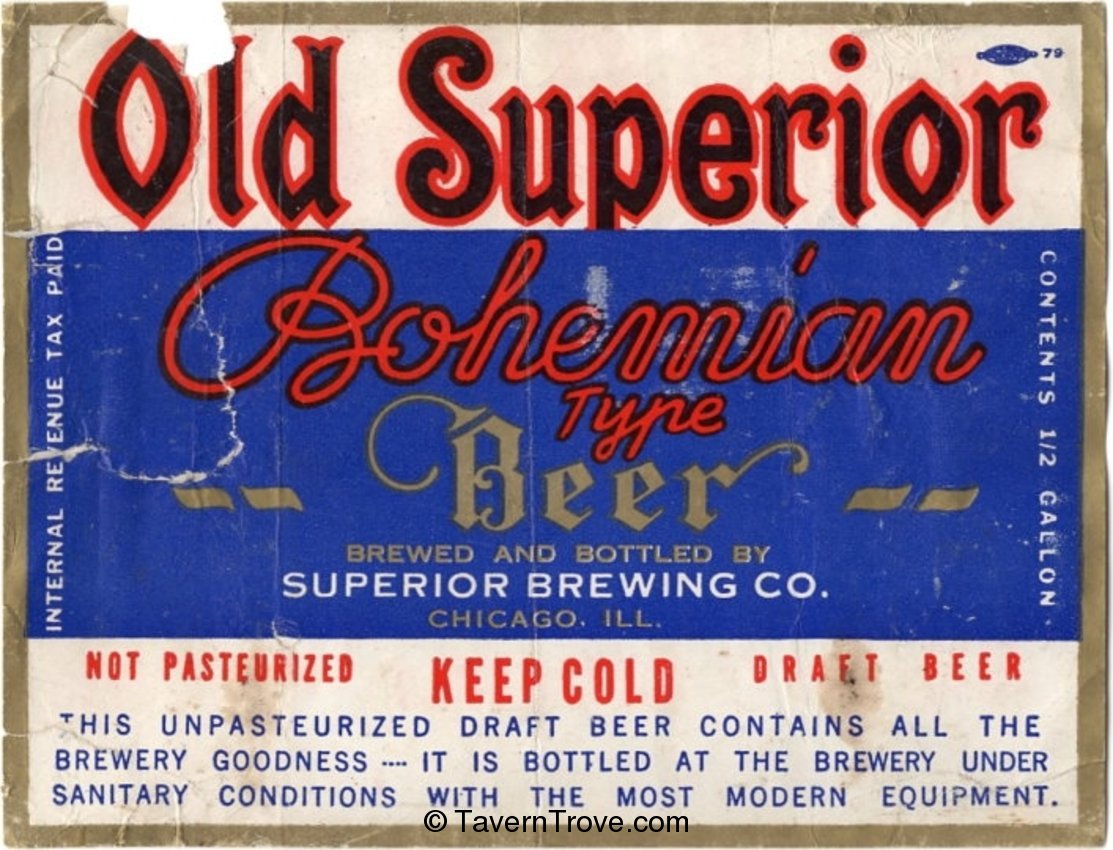 Old Superior
79
Bohemian
Type
Beer
INTERNAL REVENUE TAX PAID
CONTENTS 1/2 GALLON.
BREWED AND BOTTLED BY
SUPERIOR BREWING CO.
CHICAGO. ILL.
NOT PASTEURIZED KEEP COLD DRAFT BEER
THIS UNPASTEURIZED DRAFT BEER CONTAINS ALL THE
BREWERY GOODNESS ---- IT IS BOTTLED AT THE BREWERY UNDER
SANITARY CONDITIONS WITH THE MOST MODERN EQUIPMENT.
© TavernTrove.com